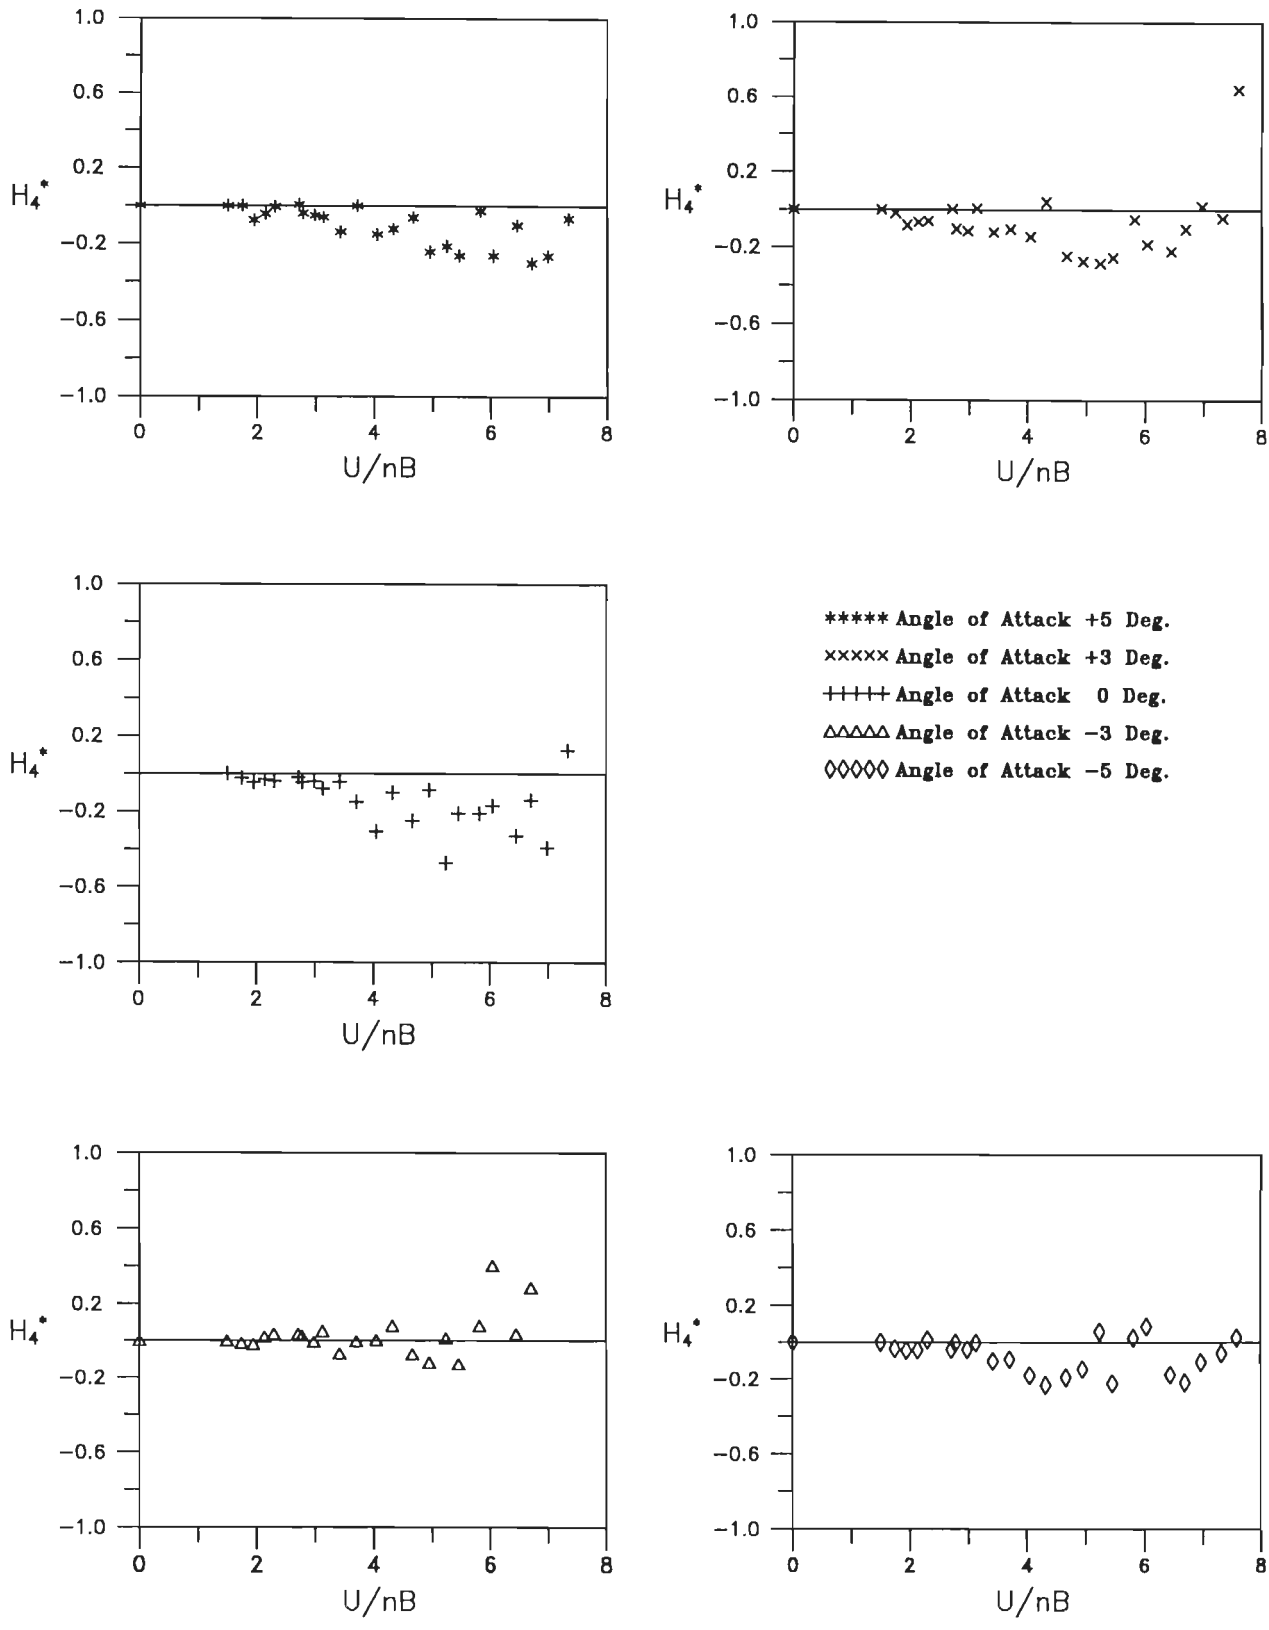 1.0
0.6
0.2
H4*
−0.2
−0.6
−1.0
0 2 4 6 8
U/nB
1.0
0.6
0.2
H4*
−0.2
−0.6
−1.0
0 2 4 6 8
U/nB
1.0
0.6
0.2
H4*
−0.2
−0.6
−1.0
0 2 4 6 8
U/nB
Angle of Attack +5 Deg.
Angle of Attack +3 Deg.
Angle of Attack 0 Deg.
Angle of Attack −3 Deg.
Angle of Attack −5 Deg.
1.0
0.6
0.2
H4*
−0.2
−0.6
−1.0
0 2 4 6 8
U/nB
1.0
0.6
0.2
H4*
−0.2
−0.6
−1.0
0 2 4 6 8
U/nB